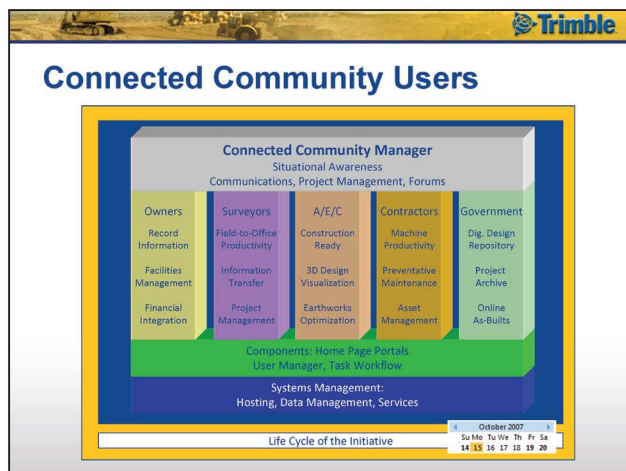 Trimble
Connected Community Users
Connected Community Manager
Situational Awareness
Communications, Project Management, Forums
Owners
Record
Information
Facilities
Management
Financial
Integration
Surveyors
Field-to-Office
Productivity
Information
Transfer
Project
Management
A/E/C
Construction
Ready
3D Design
Visualization
Earthworks
Optimization
Contractors
Machine
Productivity
Preventative
Maintenance
Asset
Management
Government
Dig. Design
Repository
Project
Archive
Online
As-Builts
Components: Home Page Portals
User Manager, Task Workflow
Systems Management:
Hosting, Data Management, Services
Life Cycle of the Initiative
October 2007
Su Mo Tu We Th Fr Sa
14 15 16 17 18 19 20